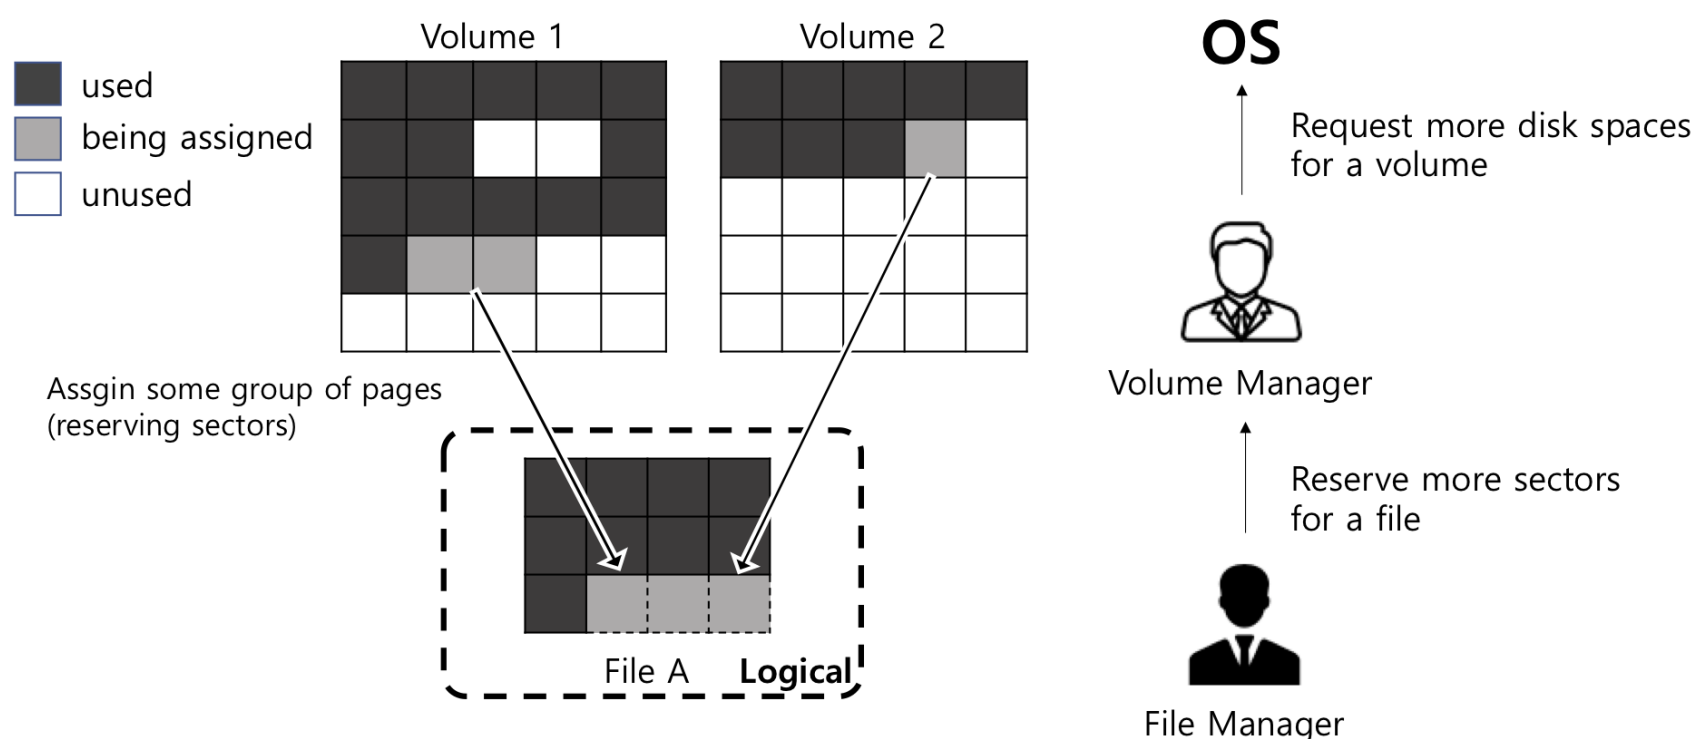 Volume 1
Volume 2
OS
used
being assigned
unused
Request more disk spaces
for a volume
Volume Manager
Assgin some group of pages
(reserving sectors)
Reserve more sectors
for a file
File A
Logical
File Manager